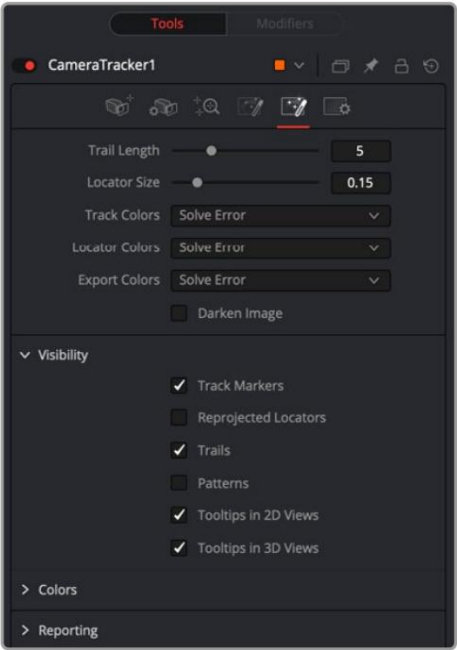 Tools Modifiers
CameraTracker1
Trail Length 5
Locator Size 0.15
Track Colors Solve Error
Locator Colors Solve Error
Export Colors Solve Error
Darken Image
Visibility
Track Markers
Reprojected Locators
Trails
Patterns
Tooltips in 2D Views
Tooltips in 3D Views
Colors
Reporting